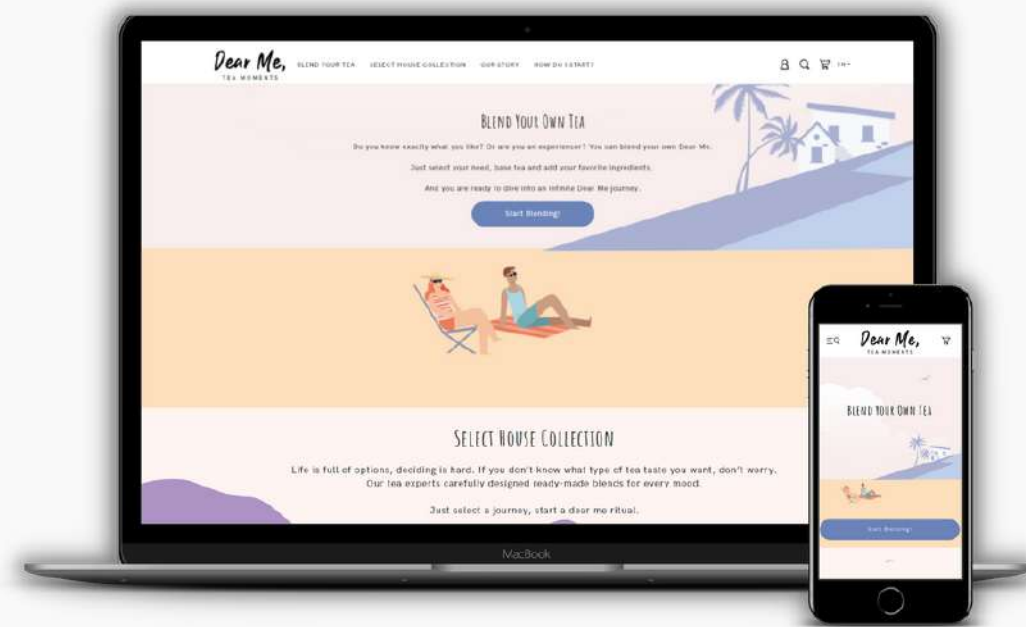 Dear Me,
TEA MOMENTS
BLEND YOUR TEA SELECT HOUSE COLLECTION OUR STORY HOW DO I START? EN
BLEND YOUR OWN TEA
Do you know exactly what you like? Or are you an experiencer? You can blend your own Dear Me.
Just select your need, base tea and add your favorite ingredients.
And you are ready to dive into an infinite Dear Me journey.
Start Blending!
SELECT HOUSE COLLECTION
Life is full of options, deciding is hard. If you don't know what type of tea taste you want, don't worry.
Our tea experts carefully designed ready-made blends for every mood.
Just select a journey, start a dear me ritual.
MacBook
Dear Me,
TEA MOMENTS
BLEND YOUR OWN TEA
Start Blending!